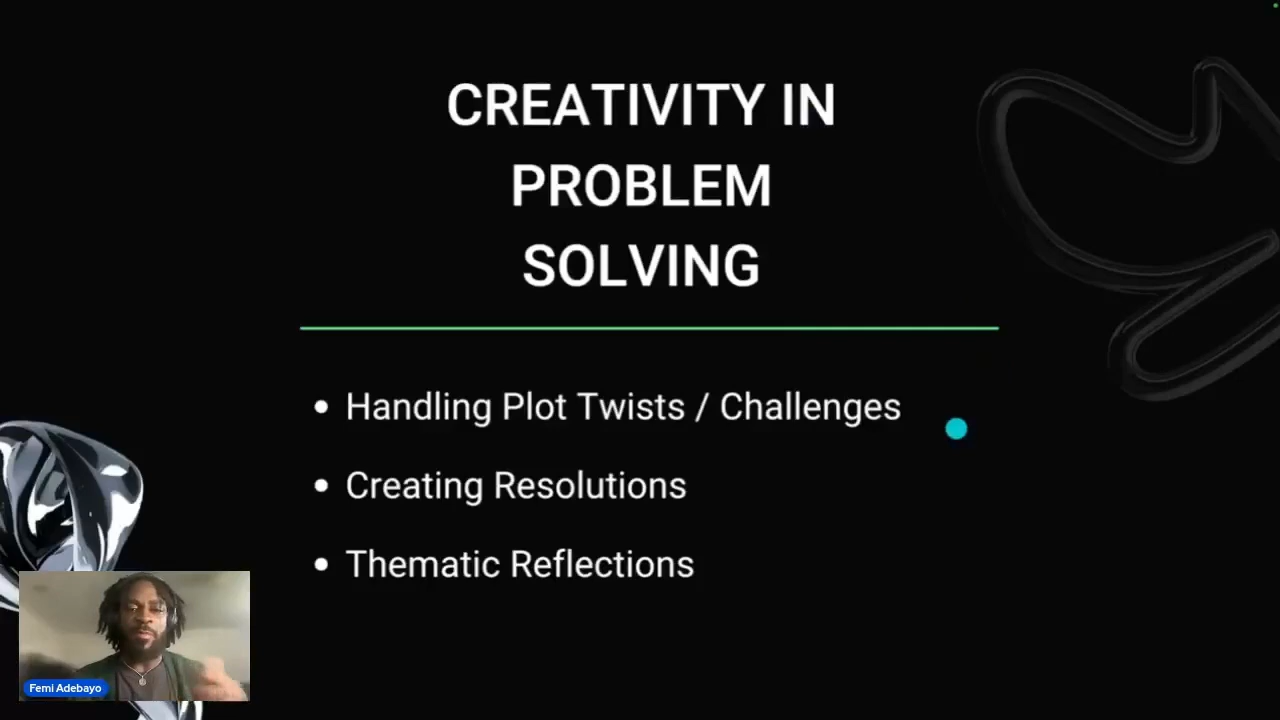 CREATIVITY IN
PROBLEM
SOLVING
• Handling Plot Twists / Challenges
• Creating Resolutions
• Thematic Reflections
Femi Adebayo